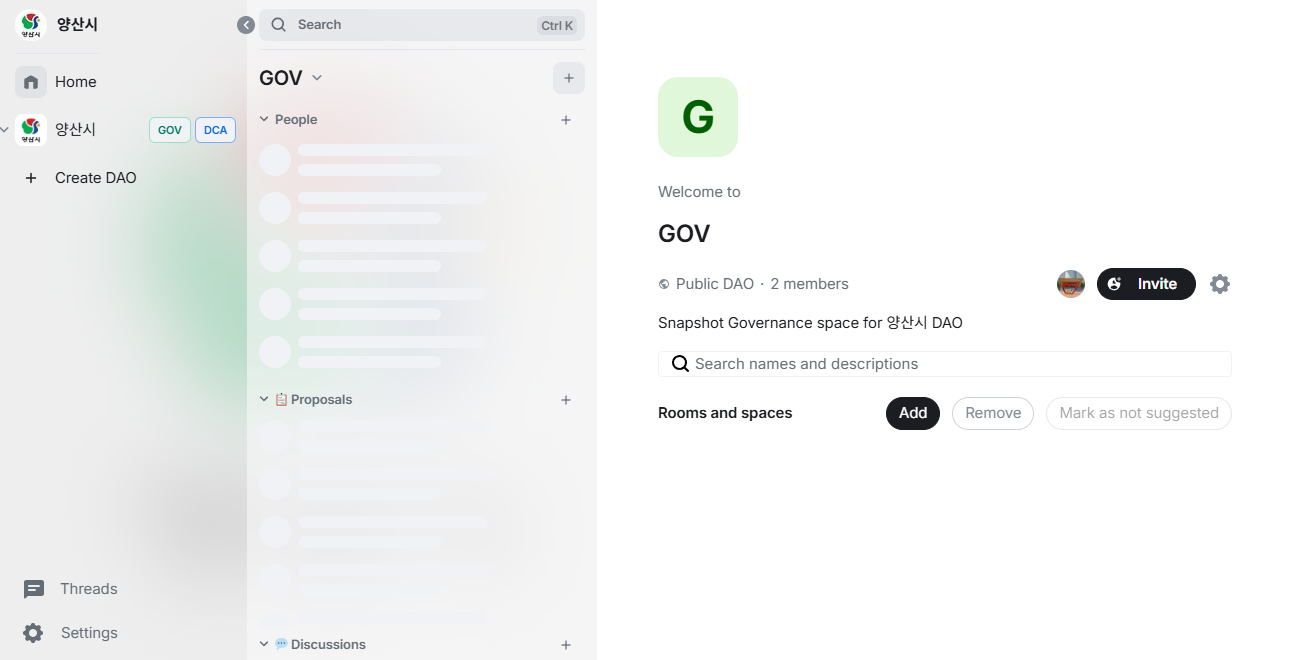 양산시
Home
양산시
GOV
DCA
Create DAO
Threads
Settings
Search
Ctrl K
GOV
People
Proposals
Discussions
G
Welcome to
GOV
Public DAO · 2 members
Invite
Snapshot Governance space for 양산시 DAO
Search names and descriptions
Rooms and spaces
Add
Remove
Mark as not suggested